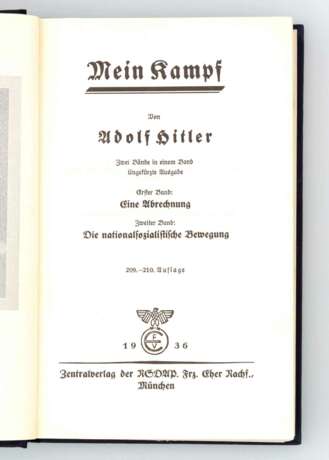 Mein Kampf
Von
Adolf Hitler
Zwei Bände in einem Band
Ungekürzte Ausgabe
Erster Band:
Eine Abrechnung
Zweiter Band:
Die nationalsozialistische Bewegung
209.–210. Auflage
19 36
Zentralverlag der NSDAP. Frz. Eher Nachf.,
München